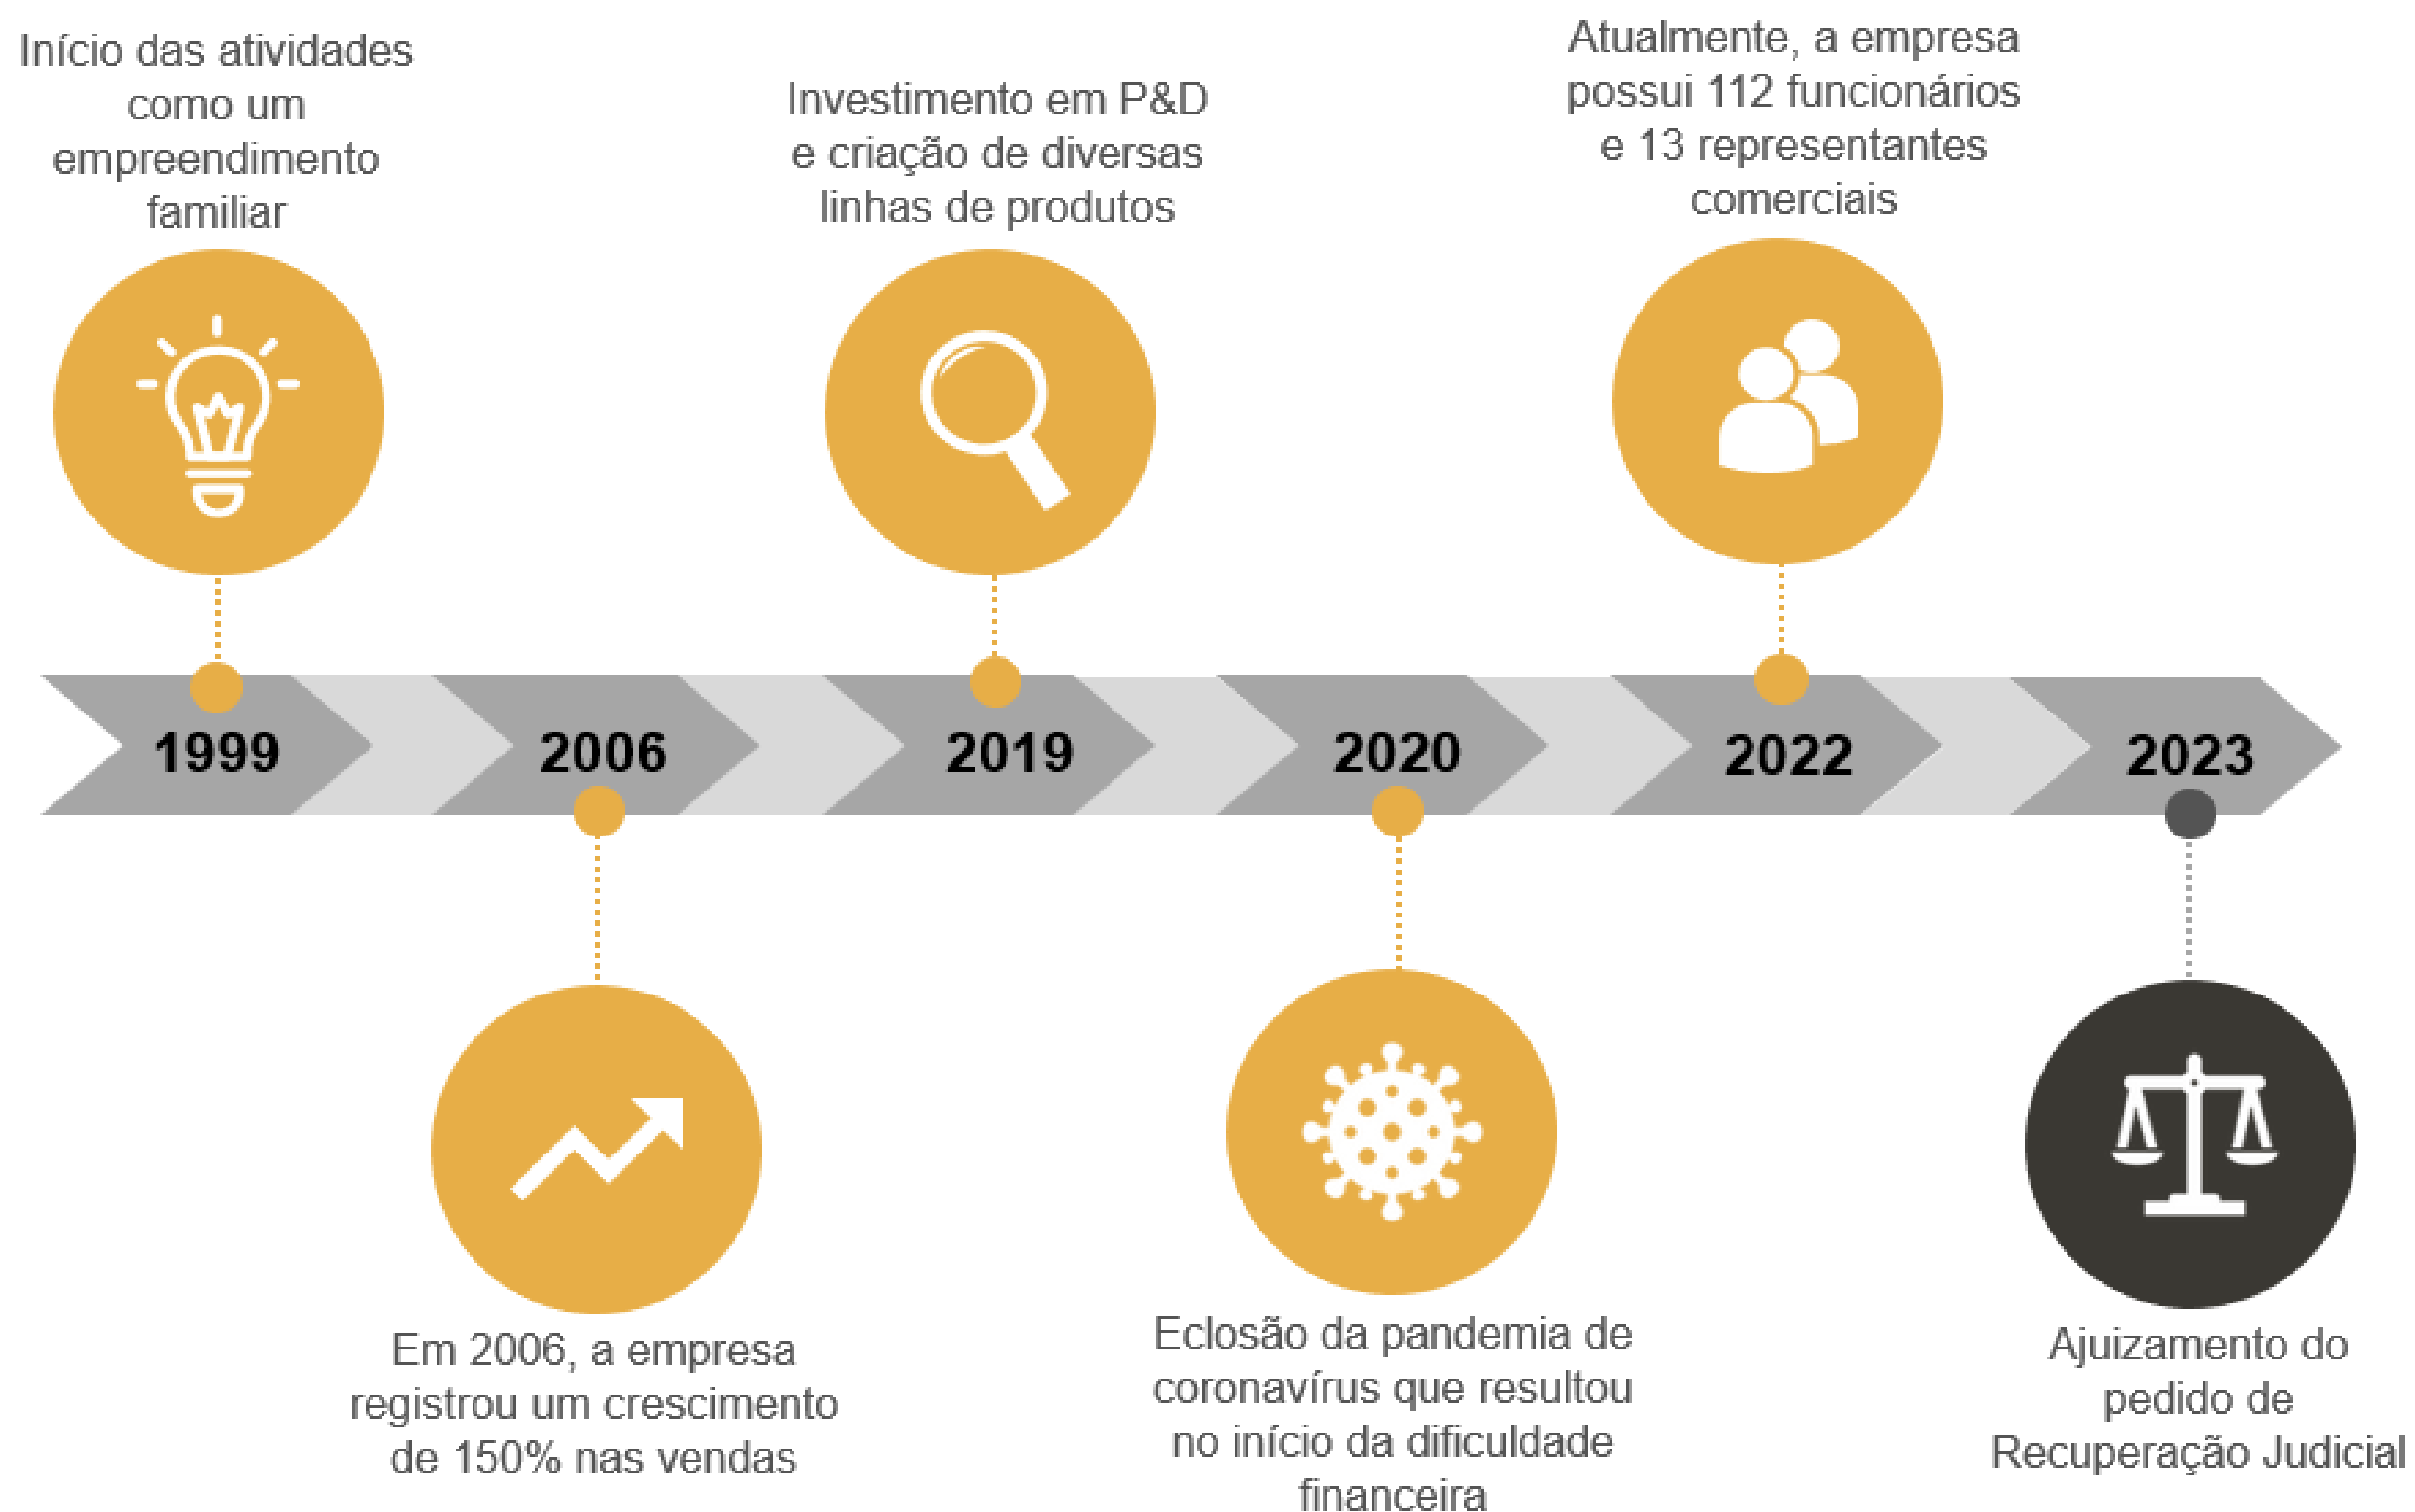 Início das atividades
como um
empreendimento
familiar
Investimento em P&D
e criação de diversas
linhas de produtos
Atualmente, a empresa
possui 112 funcionários
e 13 representantes
comerciais
1999
2006
2019
2020
2022
2023
Em 2006, a empresa
registrou um crescimento
de 150% nas vendas
Eclosão da pandemia de
coronavírus que resultou
no início da dificuldade
financeira
Ajuizamento do
pedido de
Recuperação Judicial